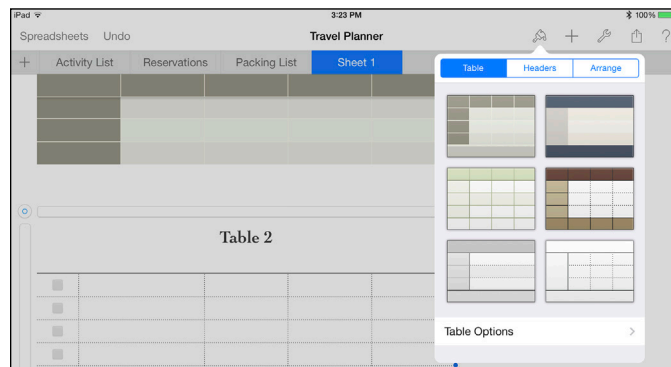 iPad 3:23 PM 100%
Spreadsheets Undo Travel Planner ?
Activity List Reservations Packing List Sheet 1
Table Headers Arrange
Table 2
Table Options